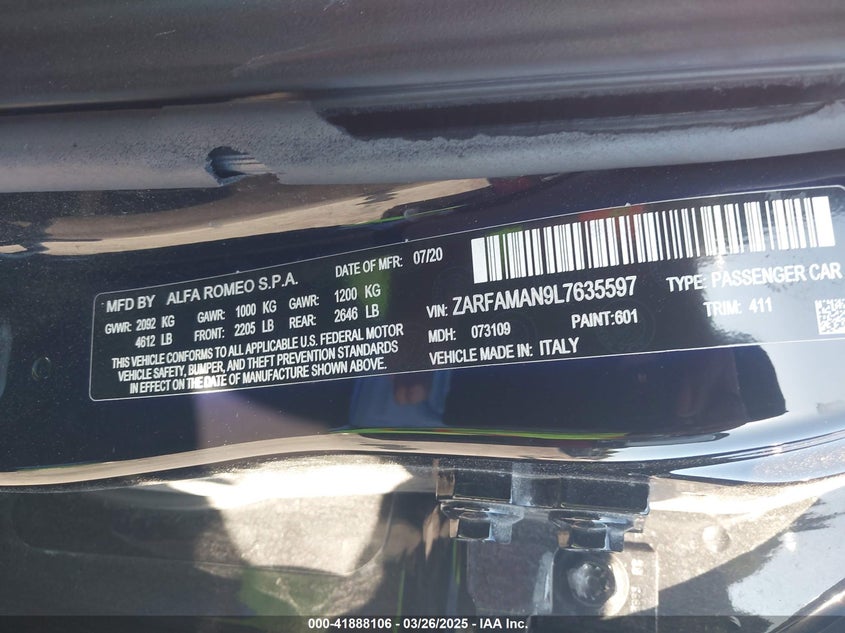 MFD BY ALFA ROMEO S.P.A. DATE OF MFR: 07/20
GVWR: 2092 KG GAWR: 1000 KG GAWR: 1200 KG
4612 LB FRONT: 2205 LB REAR: 2646 LB
THIS VEHICLE CONFORMS TO ALL APPLICABLE U.S. FEDERAL MOTOR
VEHICLE SAFETY, BUMPER, AND THEFT PREVENTION STANDARDS
IN EFFECT ON THE DATE OF MANUFACTURE SHOWN ABOVE.
VIN: ZARFAMAN9L7635597 TYPE: PASSENGER CAR
MDH: 073109 PAINT:601 TRIM: 411
VEHICLE MADE IN: ITALY
000-41888106 - 03/26/2025 - IAA Inc.